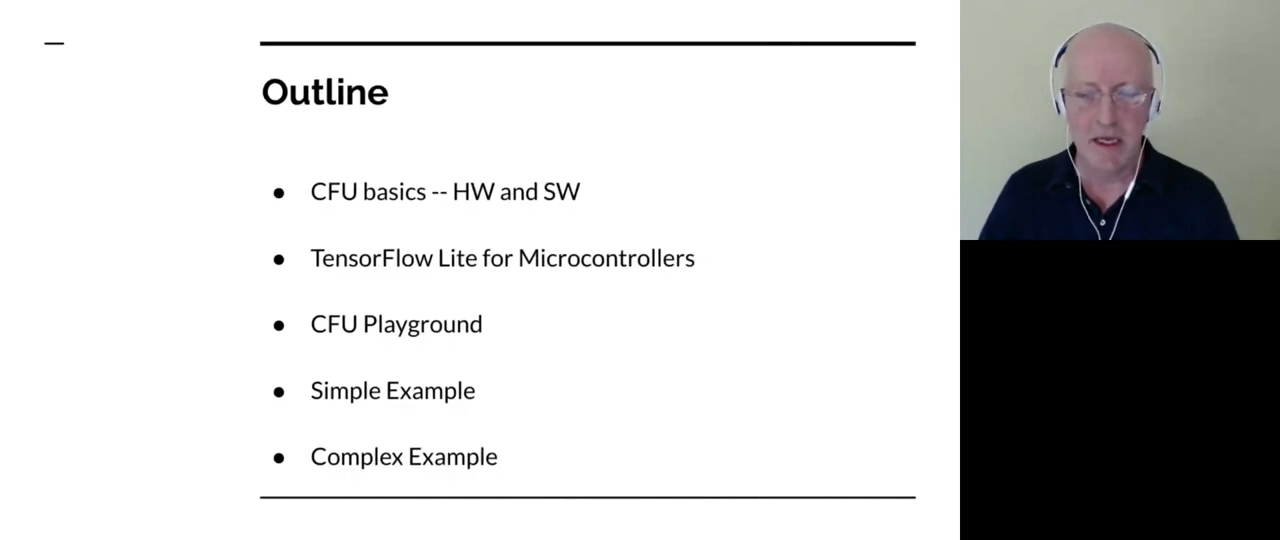 Outline
● CFU basics -- HW and SW
● TensorFlow Lite for Microcontrollers
● CFU Playground
● Simple Example
● Complex Example